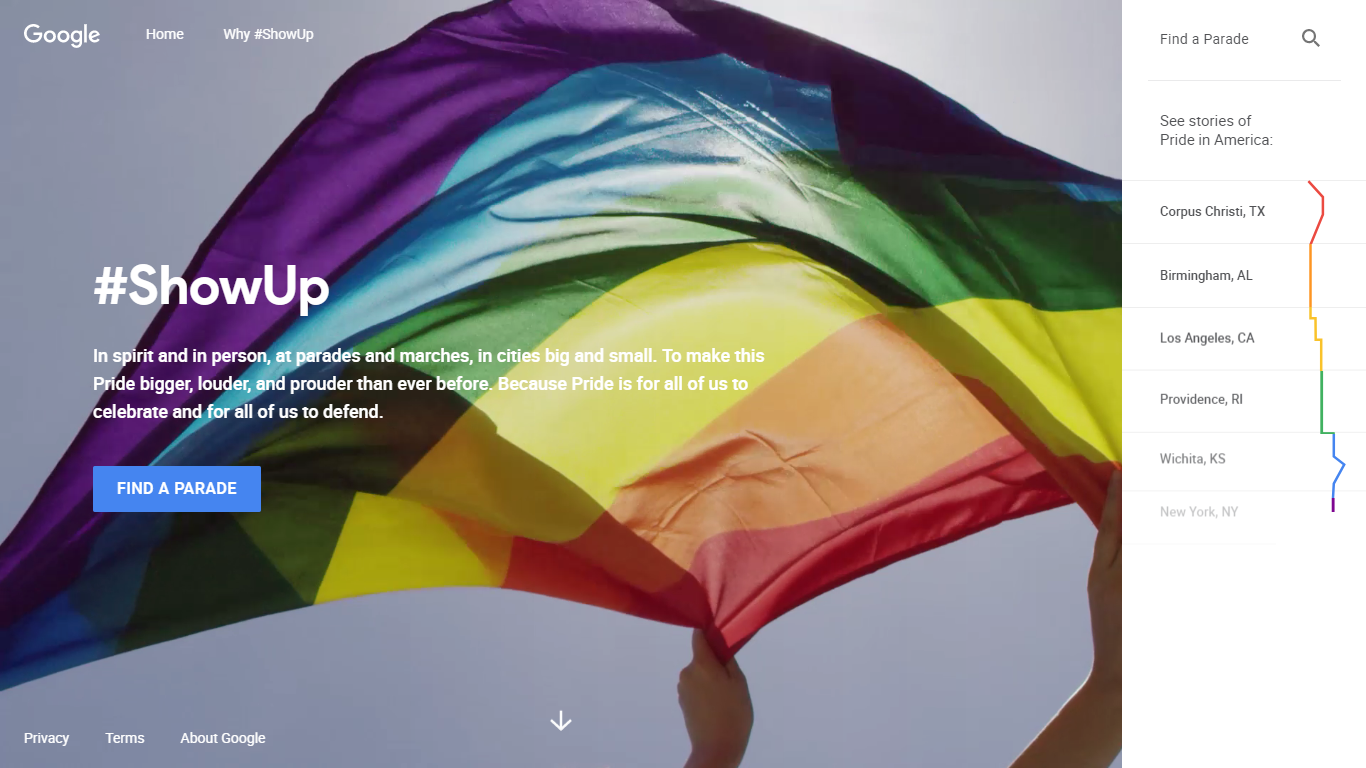 Google
Home
Why #ShowUp
#ShowUp
In spirit and in person, at parades and marches, in cities big and small. To make this
Pride bigger, louder, and prouder than ever before. Because Pride is for all of us to
celebrate and for all of us to defend.
FIND A PARADE
Privacy
Terms
About Google
Find a Parade
See stories of
Pride in America:
Corpus Christi, TX
Birmingham, AL
Los Angeles, CA
Providence, RI
Wichita, KS
New York, NY